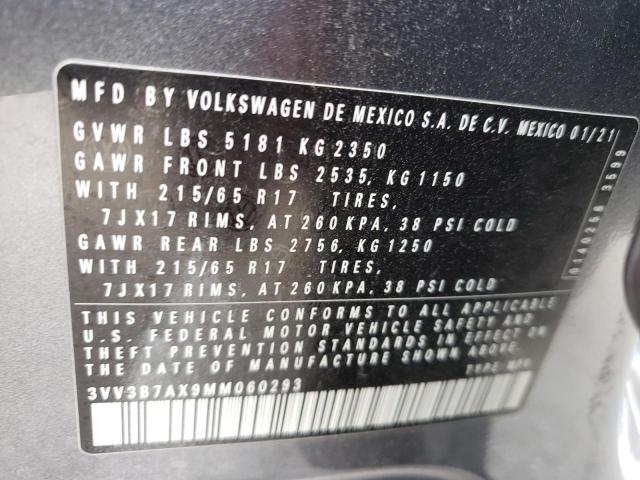 MFD BY VOLKSWAGEN DE MEXICO S.A. DE C.V. MEXICO 01/21
GVWR LBS 5181 KG 2350
GAWR FRONT LBS 2535, KG 1150
WITH 215/65 R17 TIRES,
7JX17 RIMS, AT 260 KPA, 38 PSI COLD
GAWR REAR LBS 2756, KG 1250
WITH 215/65 R17 TIRES,
7JX17 RIMS, AT 260 KPA, 38 PSI COLD
THIS VEHICLE CONFORMS TO ALL APPLICABLE
U.S. FEDERAL MOTOR VEHICLE SAFETY AND
THEFT PREVENTION STANDARDS IN EFFECT ON
THE DATE OF MANUFACTURE SHOWN ABOVE.
3VV3B7AX9MM060293
TYPE MPV
0140256 3599